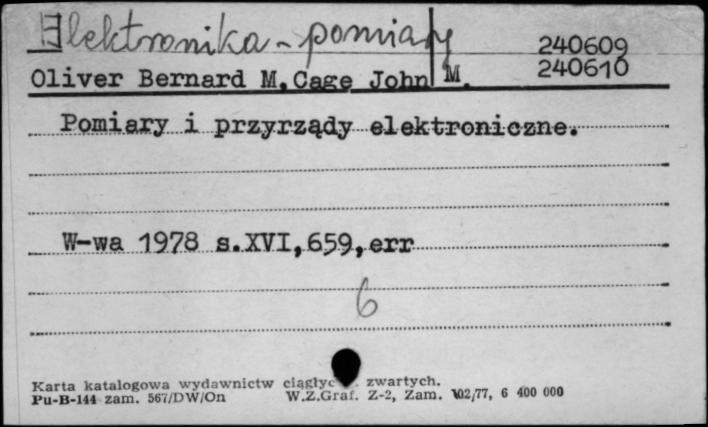 Elektronika - pomiary
240609
Oliver Bernard M, Cage John M.
240610
Pomiary i przyrządy elektroniczne.
W-wa 1978 s.XVI,659,err
6
Karta katalogowa wydawnictw zwartych.
Pu-B-144 zam. 567/DW/On W.Z.Graf. Z-2, Zam. 102/77, 6 400 000